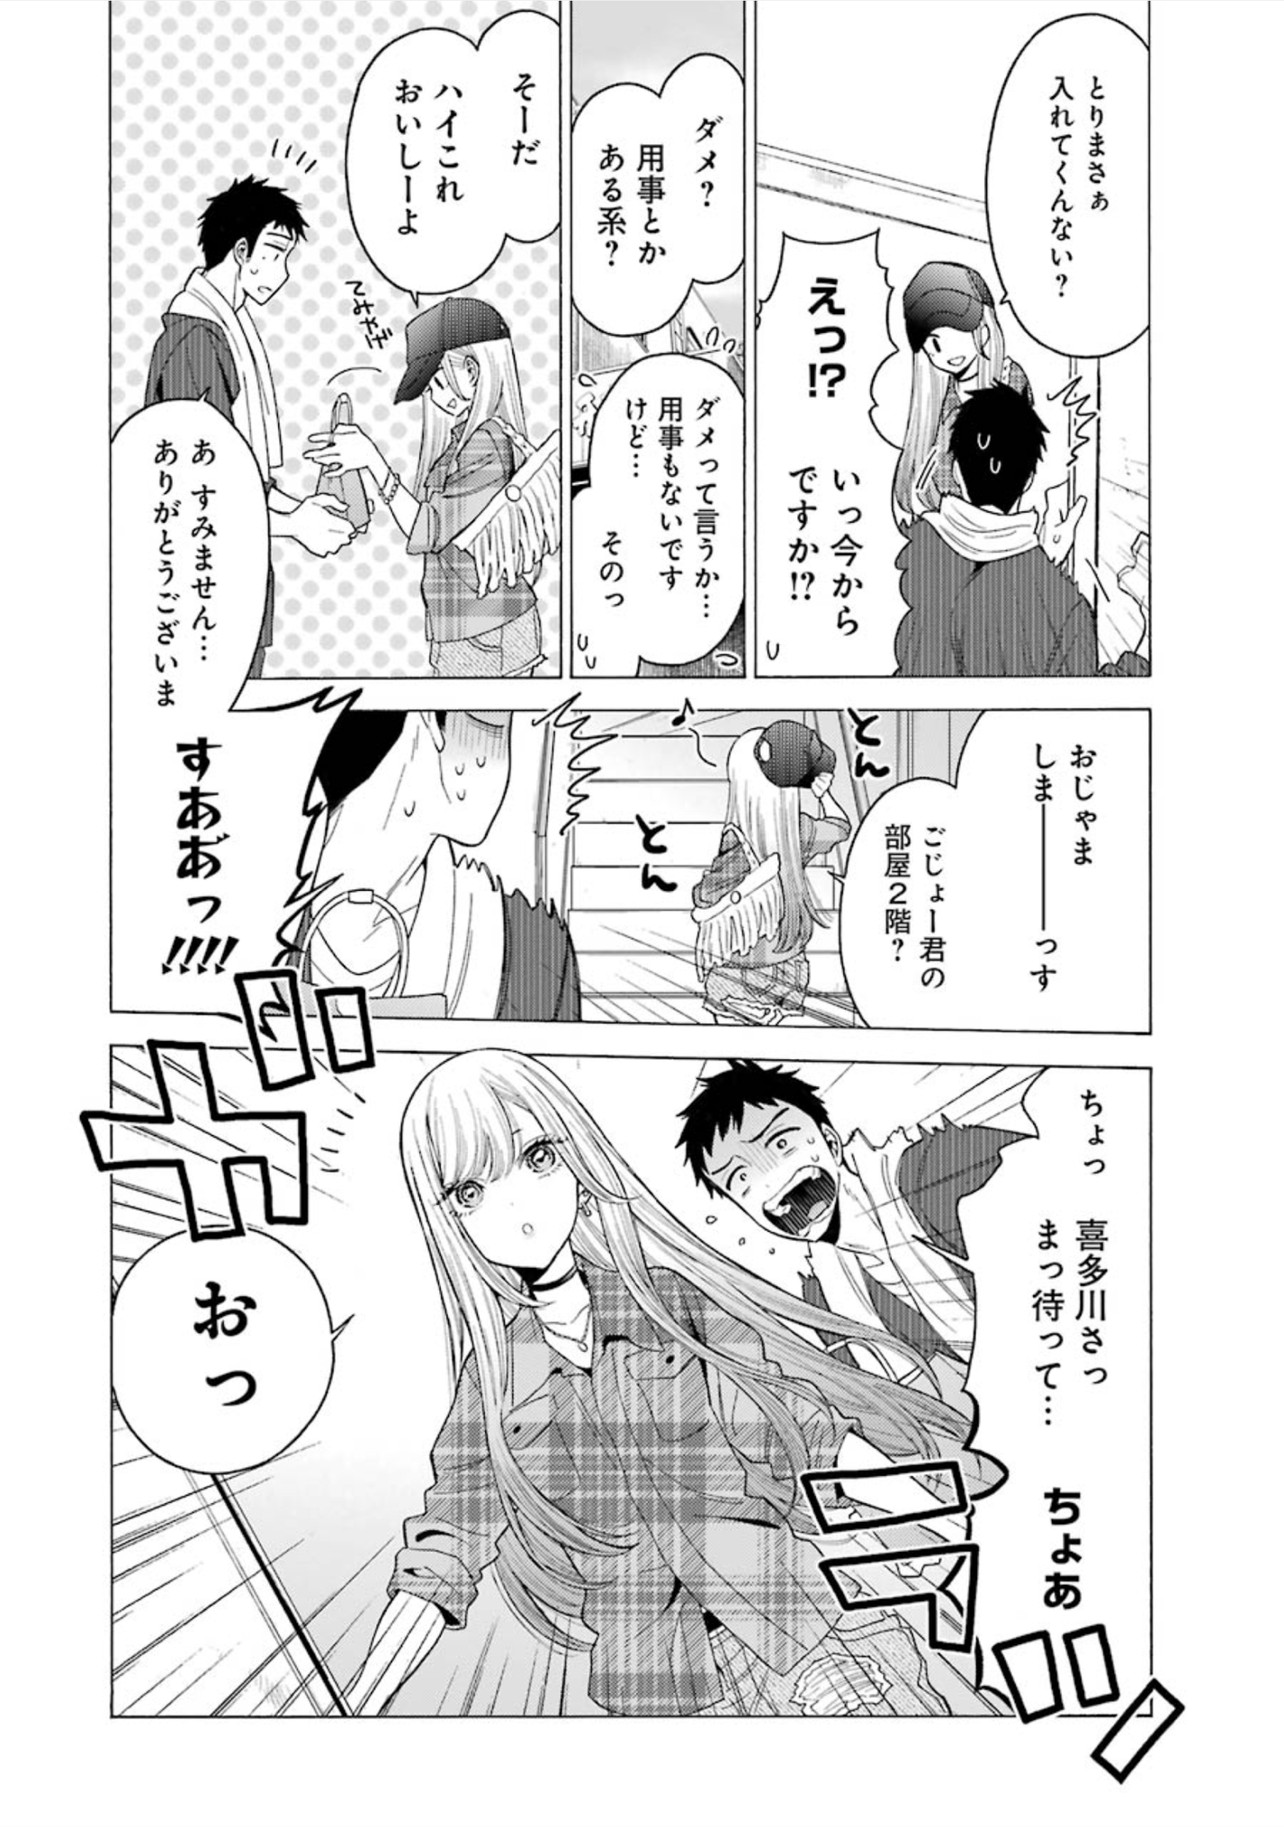 とりまさぁ
入れてくんない?
えっ!?
いっ今から
ですか!?
ダメ?
用事とか
ある系?
ダメって言うか…
用事もないです
けど…
そのっ
そーだ
ハイこれ
おいしーよ
てみやげ
あ すみません…
ありがとうございま
すあ゛あ゛っ!!!!
おじゃま
しま――――っす
ごじょー君の
部屋2階?
とん
とん
ちょっ 喜多川さっ
まっ待って…
ちょあ
ガラッ
おっ